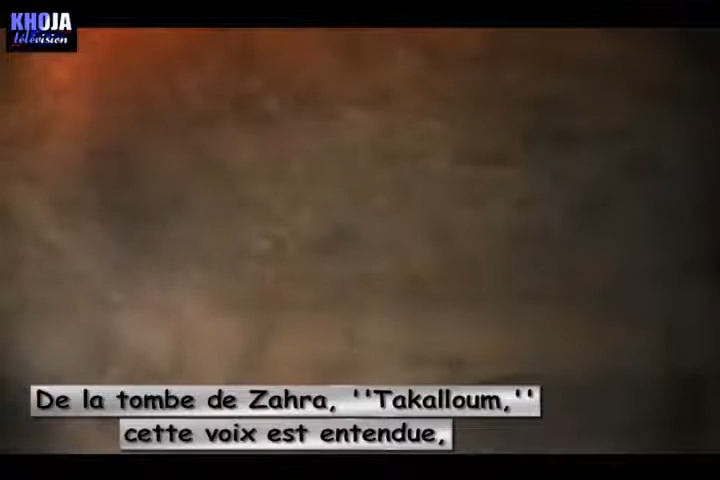 KHOJA
télévision
De la tombe de Zahra, ''Takalloum,''
cette voix est entendue,